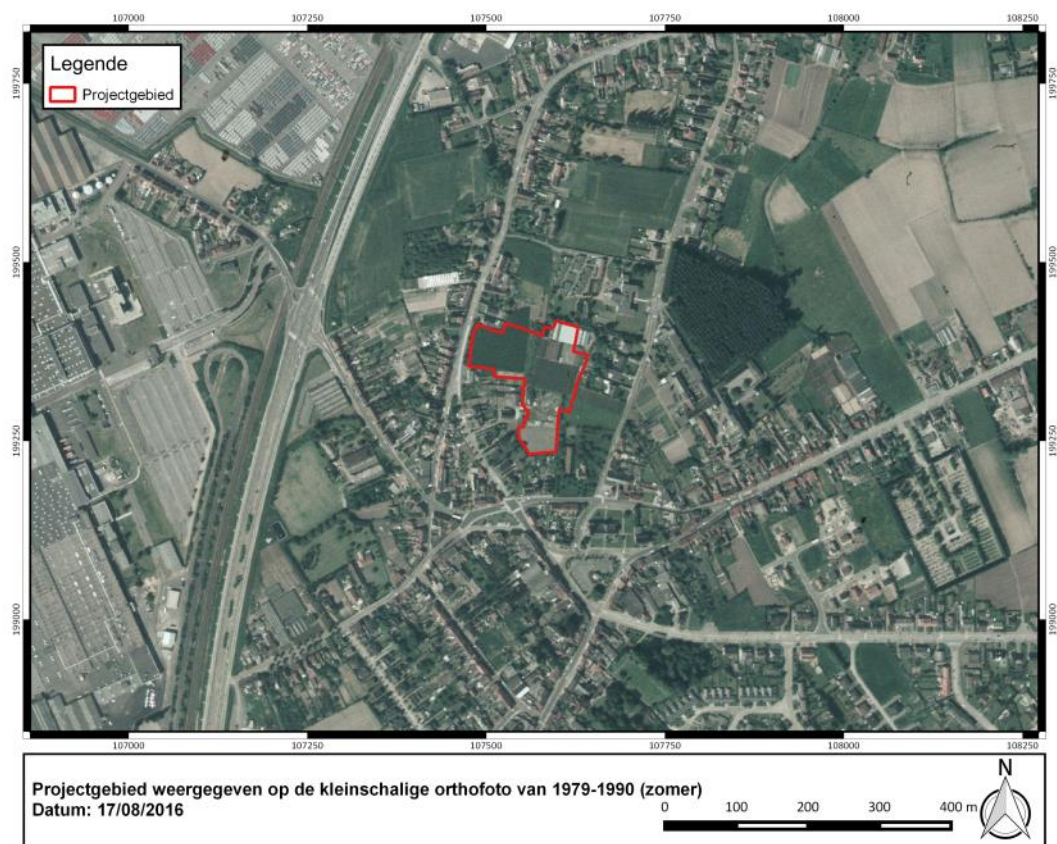 107000 107250 107500 107750 108000 108250
Legende
Projectgebied
199750 199750
199500 199500
199250 199250
199000 199000
107000 107250 107500 107750 108000 108250
Projectgebied weergegeven op de kleinschalige orthofoto van 1979-1990 (zomer)
Datum: 17/08/2016
0 100 200 300 400 m
N